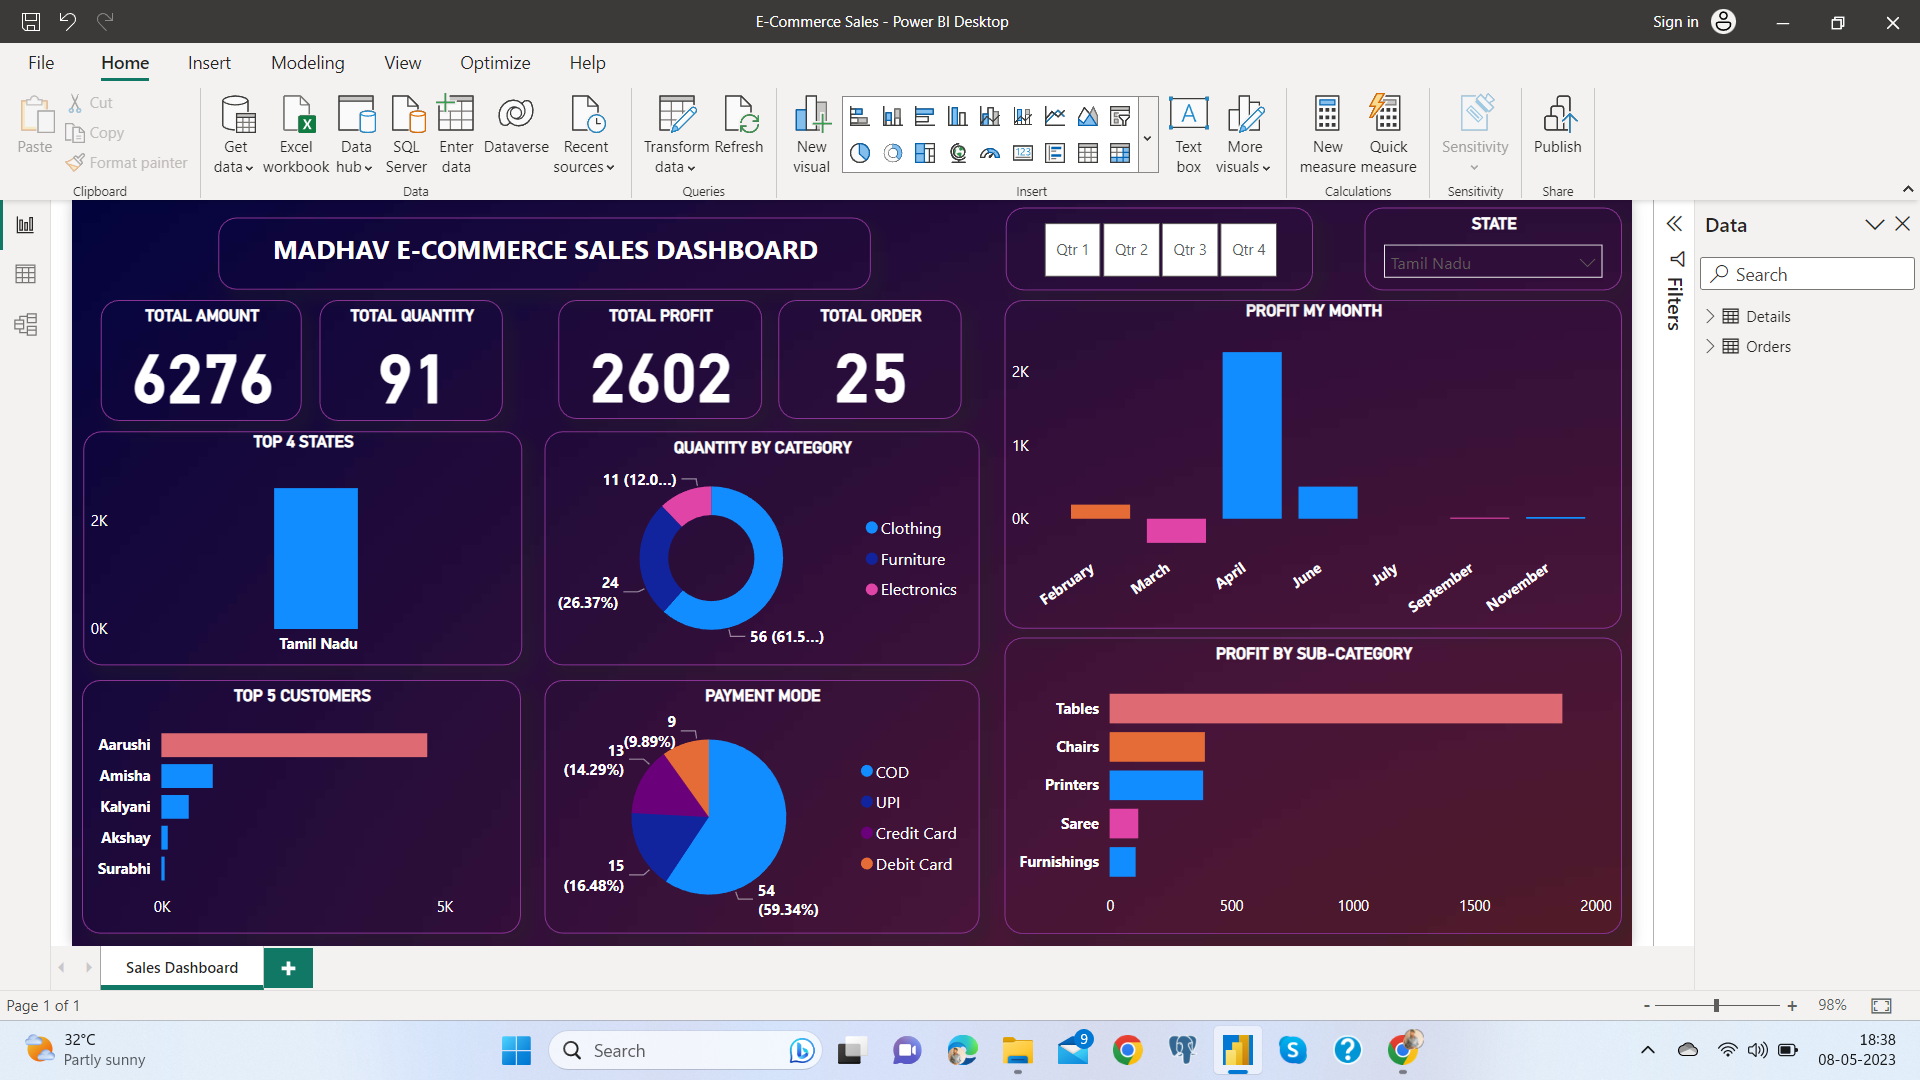 E-Commerce Sales - Power BI Desktop
Sign in
File Home Insert Modeling View Optimize Help
Paste
Cut
Copy
Format painter
Clipboard
Get data
Excel workbook
Data hub
SQL Server
Enter data
Dataverse
Recent sources
Data
Transform data
Refresh
Queries
New visual
123
Insert
A
Text box
More visuals
New measure
Quick measure
Calculations
Sensitivity
Sensitivity
Publish
Share
MADHAV E-COMMERCE SALES DASHBOARD
Qtr 1 Qtr 2 Qtr 3 Qtr 4
STATE
Tamil Nadu
TOTAL AMOUNT
6276
TOTAL QUANTITY
91
TOTAL PROFIT
2602
TOTAL ORDER
25
PROFIT MY MONTH
2K
1K
0K
February March April June July September November
TOP 4 STATES
2K
0K
Tamil Nadu
QUANTITY BY CATEGORY
11 (12.0...)
24
(26.37%)
56 (61.5...)
Clothing
Furniture
Electronics
TOP 5 CUSTOMERS
Aarushi
Amisha
Kalyani
Akshay
Surabhi
0K 5K
PAYMENT MODE
9
(9.89%)
13
(14.29%)
15
(16.48%)
54
(59.34%)
COD
UPI
Credit Card
Debit Card
PROFIT BY SUB-CATEGORY
Tables
Chairs
Printers
Saree
Furnishings
0 500 1000 1500 2000
Filters
Data
Search
Details
Orders
Sales Dashboard
Page 1 of 1
- + 98%
32°C
Partly sunny
Search
9
18:38
08-05-2023